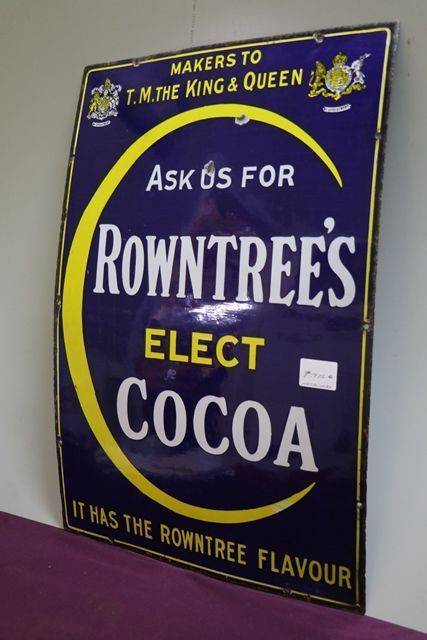 MAKERS TO
T.M. THE KING & QUEEN
ASK US FOR
ROWNTREE'S
ELECT
COCOA
IT HAS THE ROWNTREE FLAVOUR